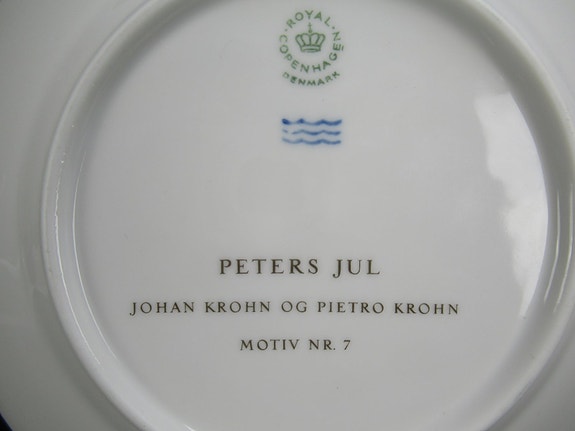 ROYAL COPENHAGEN
DENMARK
PETERS JUL
JOHAN KROHN OG PIETRO KROHN
MOTIV NR. 7